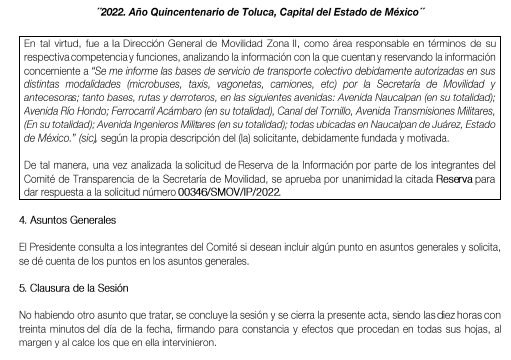 ¨2022. Año Quincentenario de Toluca, Capital del Estado de México¨
En tal virtud, fue a la Dirección General de Movilidad Zona II, como área responsable en términos de su
respectiva competencia y funciones, analizando la información con la que cuentan y reservando la información
concerniente a “Se me informe las bases de servicio de transporte colectivo debidamente autorizadas en sus
distintas modalidades (microbuses, taxis, vagonetas, camiones, etc) por la Secretaría de Movilidad y
antecesoras; tanto bases, rutas y derroteros, en las siguientes avenidas: Avenida Naucalpan (en su totalidad);
Avenida Río Hondo; Ferrocarril Acámbaro (en su totalidad), Canal del Tornillo, Avenida Transmisiones Militares,
(En su totalidad); Avenida Ingenieros Militares (en su totalidad); todas ubicadas en Naucalpan de Juárez, Estado
de México.” (sic), según la propia descripción del (la) solicitante, debidamente fundada y motivada.
De tal manera, una vez analizada la solicitud de Reserva de la Información por parte de los integrantes del
Comité de Transparencia de la Secretaría de Movilidad, se aprueba por unanimidad la citada Reserva para
dar respuesta a la solicitud número 00346/SMOV/IP/2022.
4. Asuntos Generales
El Presidente consulta a los integrantes del Comité si desean incluir algún punto en asuntos generales y solicita,
se dé cuenta de los puntos en los asuntos generales.
5. Clausura de la Sesión
No habiendo otro asunto que tratar, se concluye la sesión y se cierra la presente acta, siendo las diez horas con
treinta minutos del día de la fecha, firmando para constancia y efectos que procedan en todas sus hojas, al
margen y al calce los que en ella intervinieron.